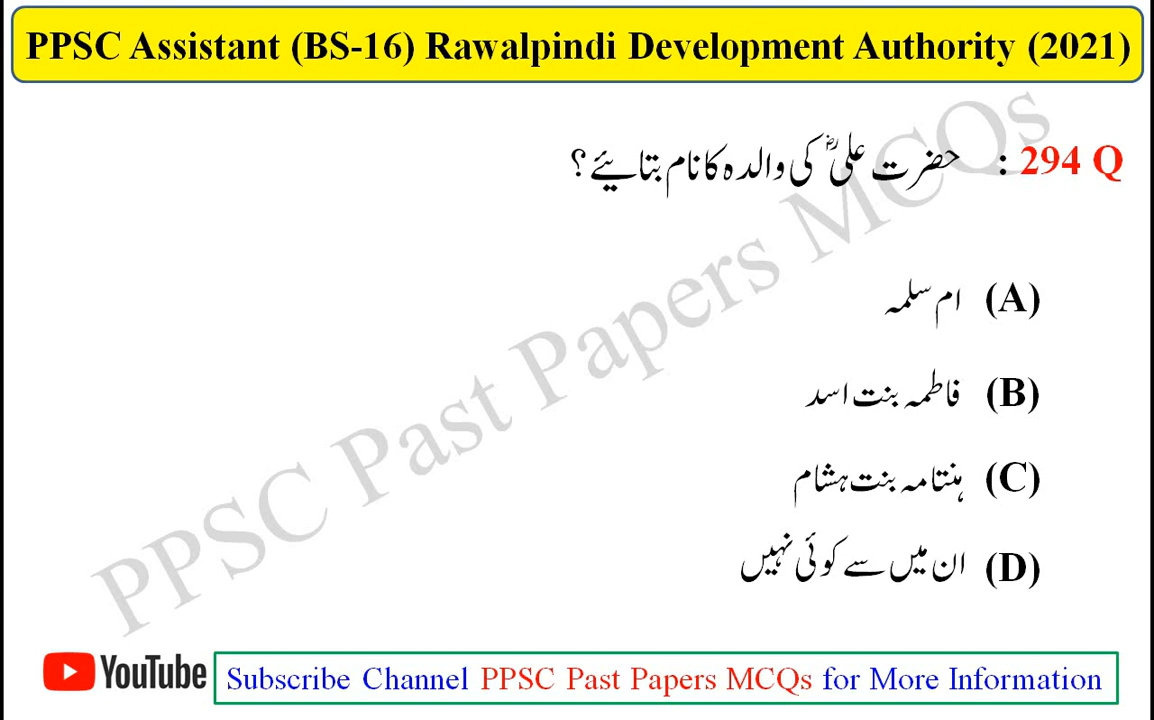 PPSC Assistant (BS-16) Rawalpindi Development Authority (2021)
294 Q : حضرت علیؓ کی والدہ کا نام بتایئے ؟
(A) ام سلمہ
(B) فاطمہ بنت اسد
(C) ہنتامہ بنت ہشام
(D) ان میں سے کوئی نہیں
PPSC Past Papers MCQs
YouTube Subscribe Channel PPSC Past Papers MCQs for More Information